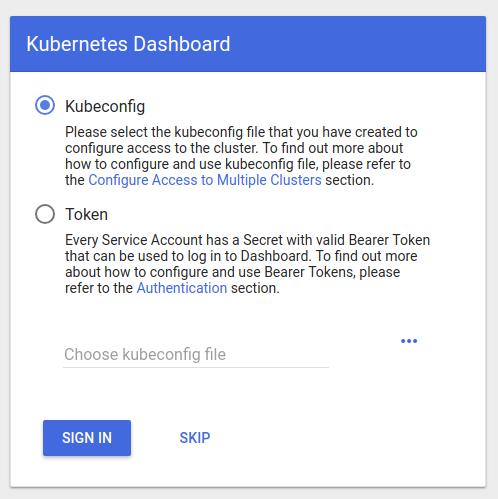 Kubernetes Dashboard
Kubeconfig
Please select the kubeconfig file that you have created to
configure access to the cluster. To find out more about
how to configure and use kubeconfig file, please refer to
the Configure Access to Multiple Clusters section.
Token
Every Service Account has a Secret with valid Bearer Token
that can be used to log in to Dashboard. To find out more
about how to configure and use Bearer Tokens, please
refer to the Authentication section.
Choose kubeconfig file
SIGN IN
SKIP